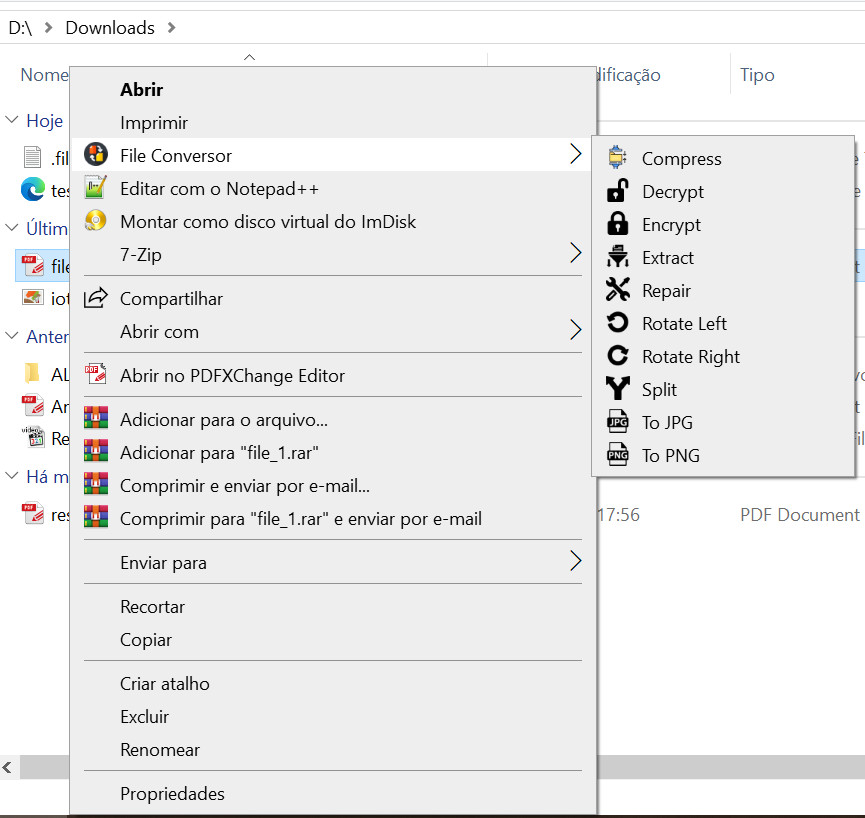 D:\ > Downloads >
Nome
dificação
Tipo
Hoje
.fil
tes
Últim
file
iot
Anter
AL
Ar
Re
Há m
res
17:56
PDF Document
Abrir
Imprimir
File Conversor
Editar com o Notepad++
Montar como disco virtual do ImDisk
7-Zip
Compartilhar
Abrir com
Abrir no PDFXChange Editor
Adicionar para o arquivo...
Adicionar para "file_1.rar"
Comprimir e enviar por e-mail...
Comprimir para "file_1.rar" e enviar por e-mail
Enviar para
Recortar
Copiar
Criar atalho
Excluir
Renomear
Propriedades
Compress
Decrypt
Encrypt
Extract
Repair
Rotate Left
Rotate Right
Split
To JPG
To PNG